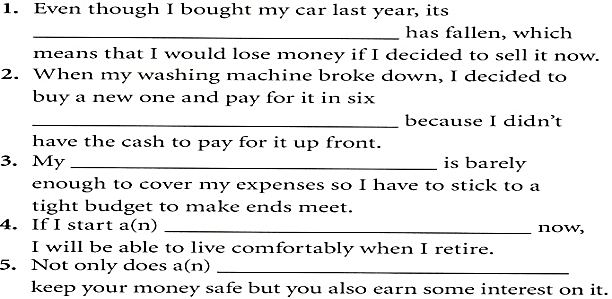 1. Even though I bought my car last year, its
______________________ has fallen, which
means that I would lose money if I decided to sell it now.
2. When my washing machine broke down, I decided to
buy a new one and pay for it in six
______________________ because I didn't
have the cash to pay for it up front.
3. My ______________________ is barely
enough to cover my expenses so I have to stick to a
tight budget to make ends meet.
4. If I start a(n) ______________________ now,
I will be able to live comfortably when I retire.
5. Not only does a(n) ______________________
keep your money safe but you also earn some interest on it.